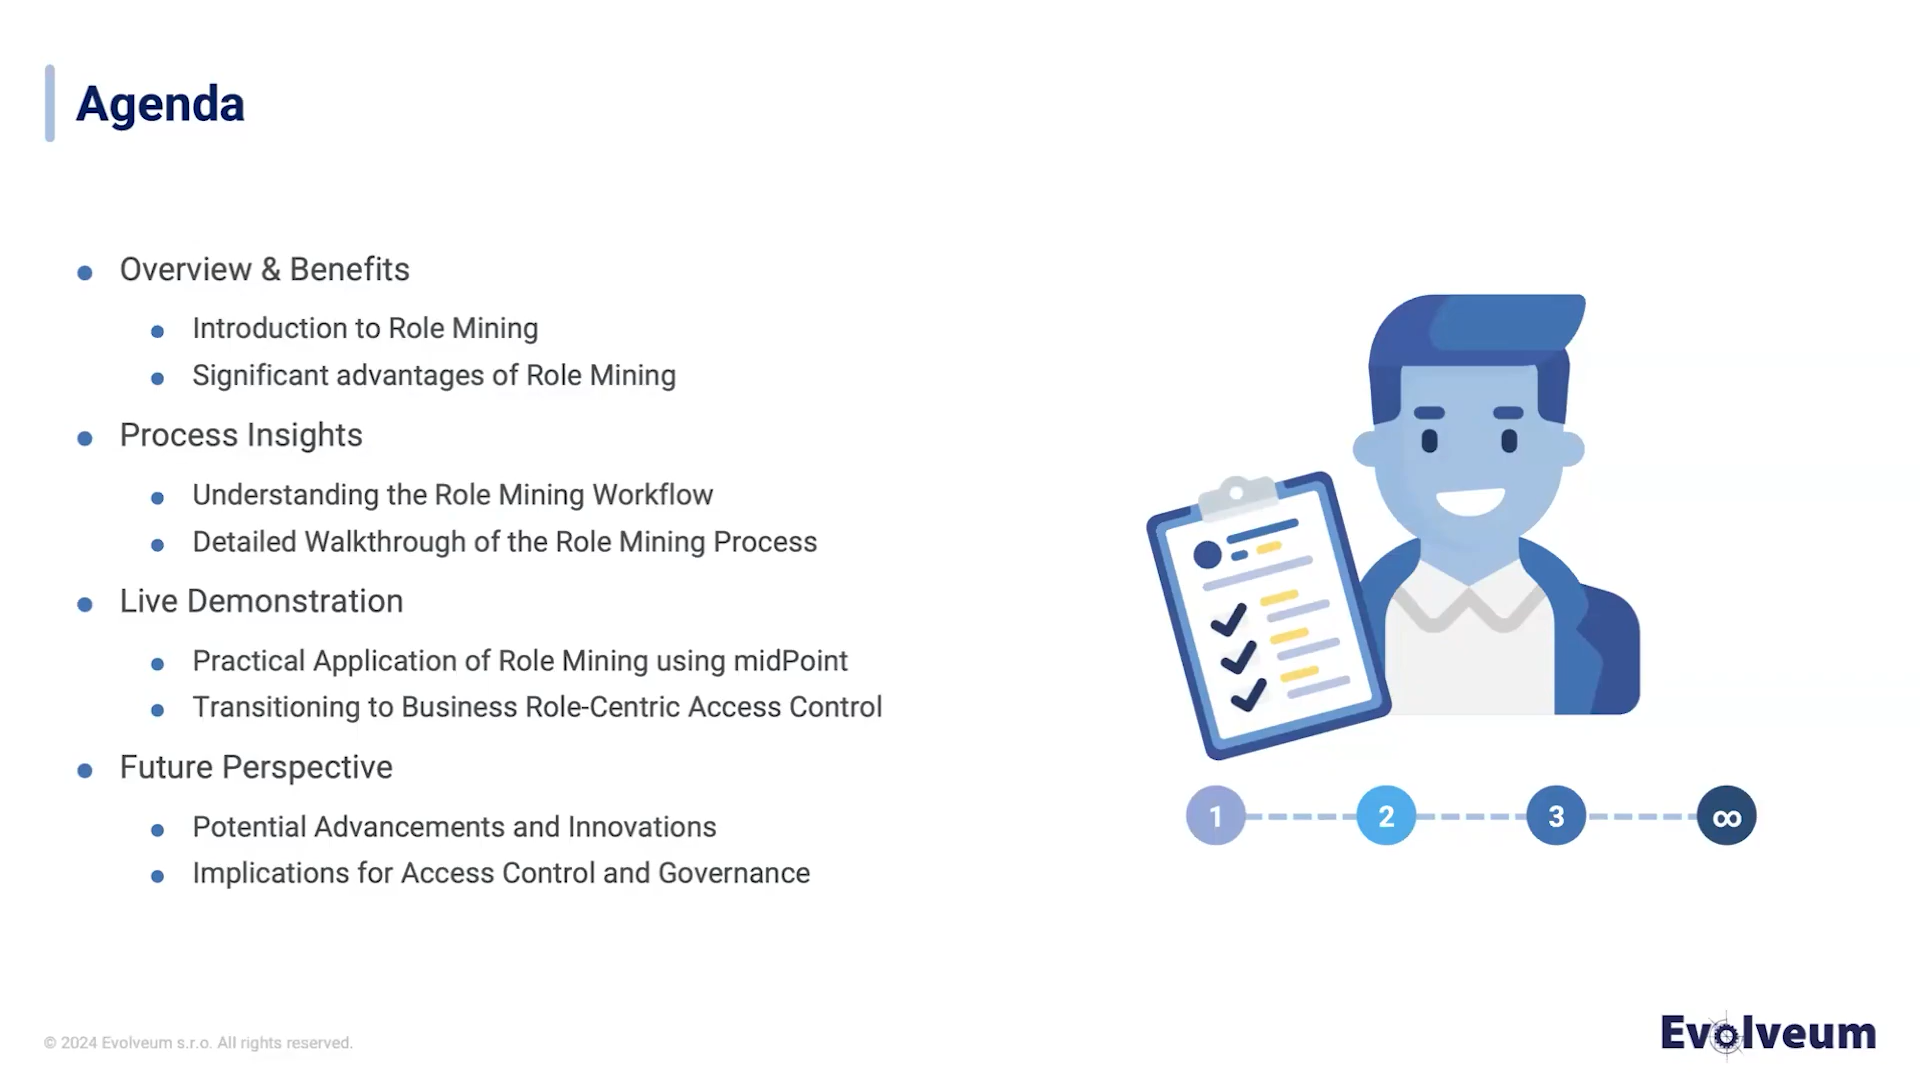 Agenda
Overview & Benefits
Introduction to Role Mining
Significant advantages of Role Mining
Process Insights
Understanding the Role Mining Workflow
Detailed Walkthrough of the Role Mining Process
Live Demonstration
Practical Application of Role Mining using midPoint
Transitioning to Business Role-Centric Access Control
Future Perspective
Potential Advancements and Innovations
Implications for Access Control and Governance
1 2 3 ∞
© 2024 Evolveum s.r.o. All rights reserved.
Evolveum